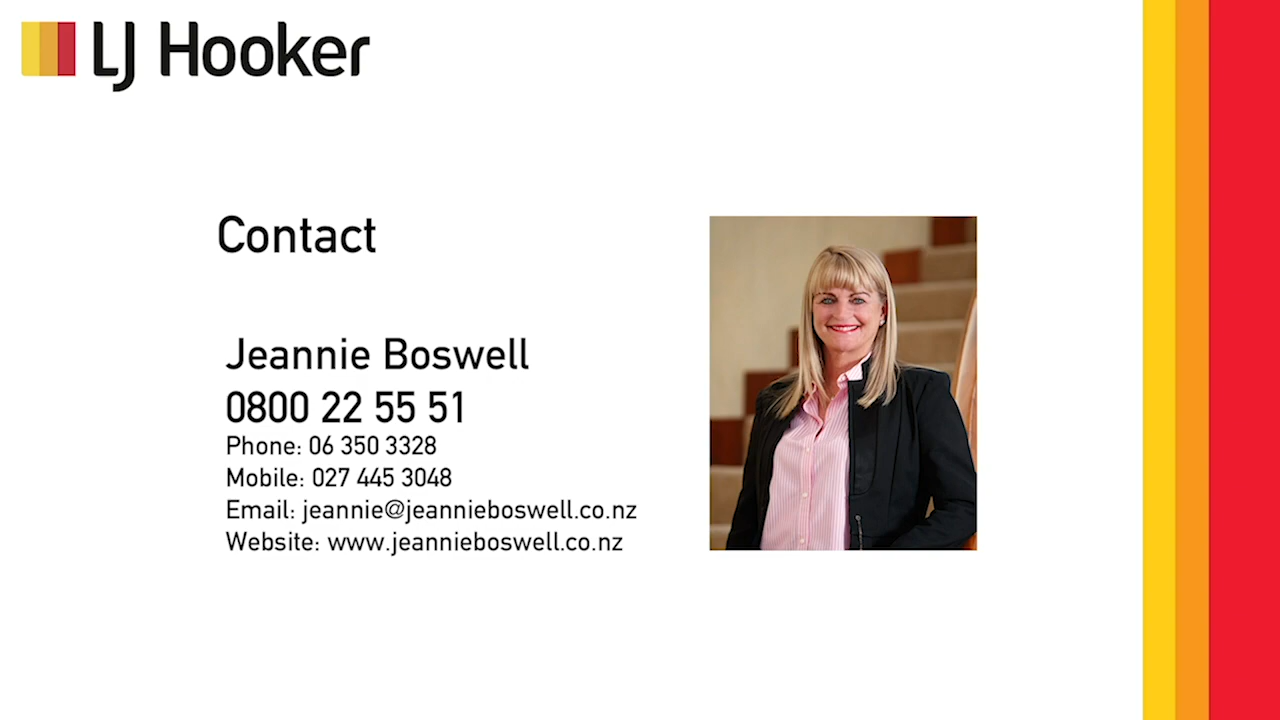 LJ Hooker
Contact
Jeannie Boswell
0800 22 55 51
Phone: 06 350 3328
Mobile: 027 445 3048
Email: jeannie@jeannieboswell.co.nz
Website: www.jeannieboswell.co.nz